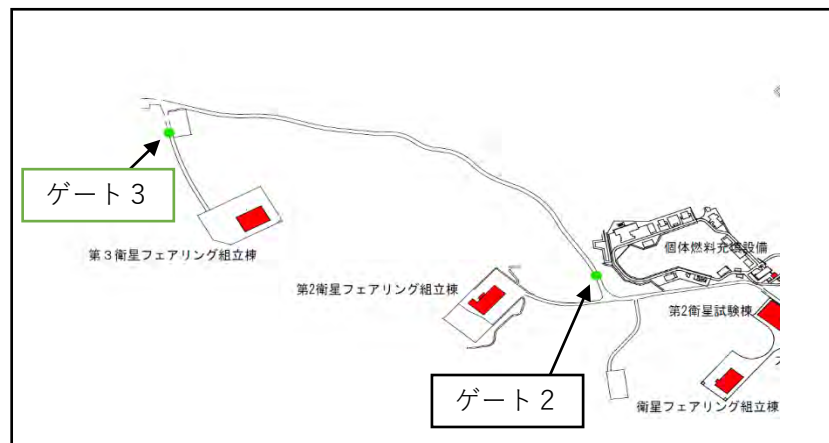 ゲート３
第３衛星フェアリング組立棟
個体燃料充填設備
第2衛星フェアリング組立棟
第2衛星試験棟
ゲート２
衛星フェアリング組立棟